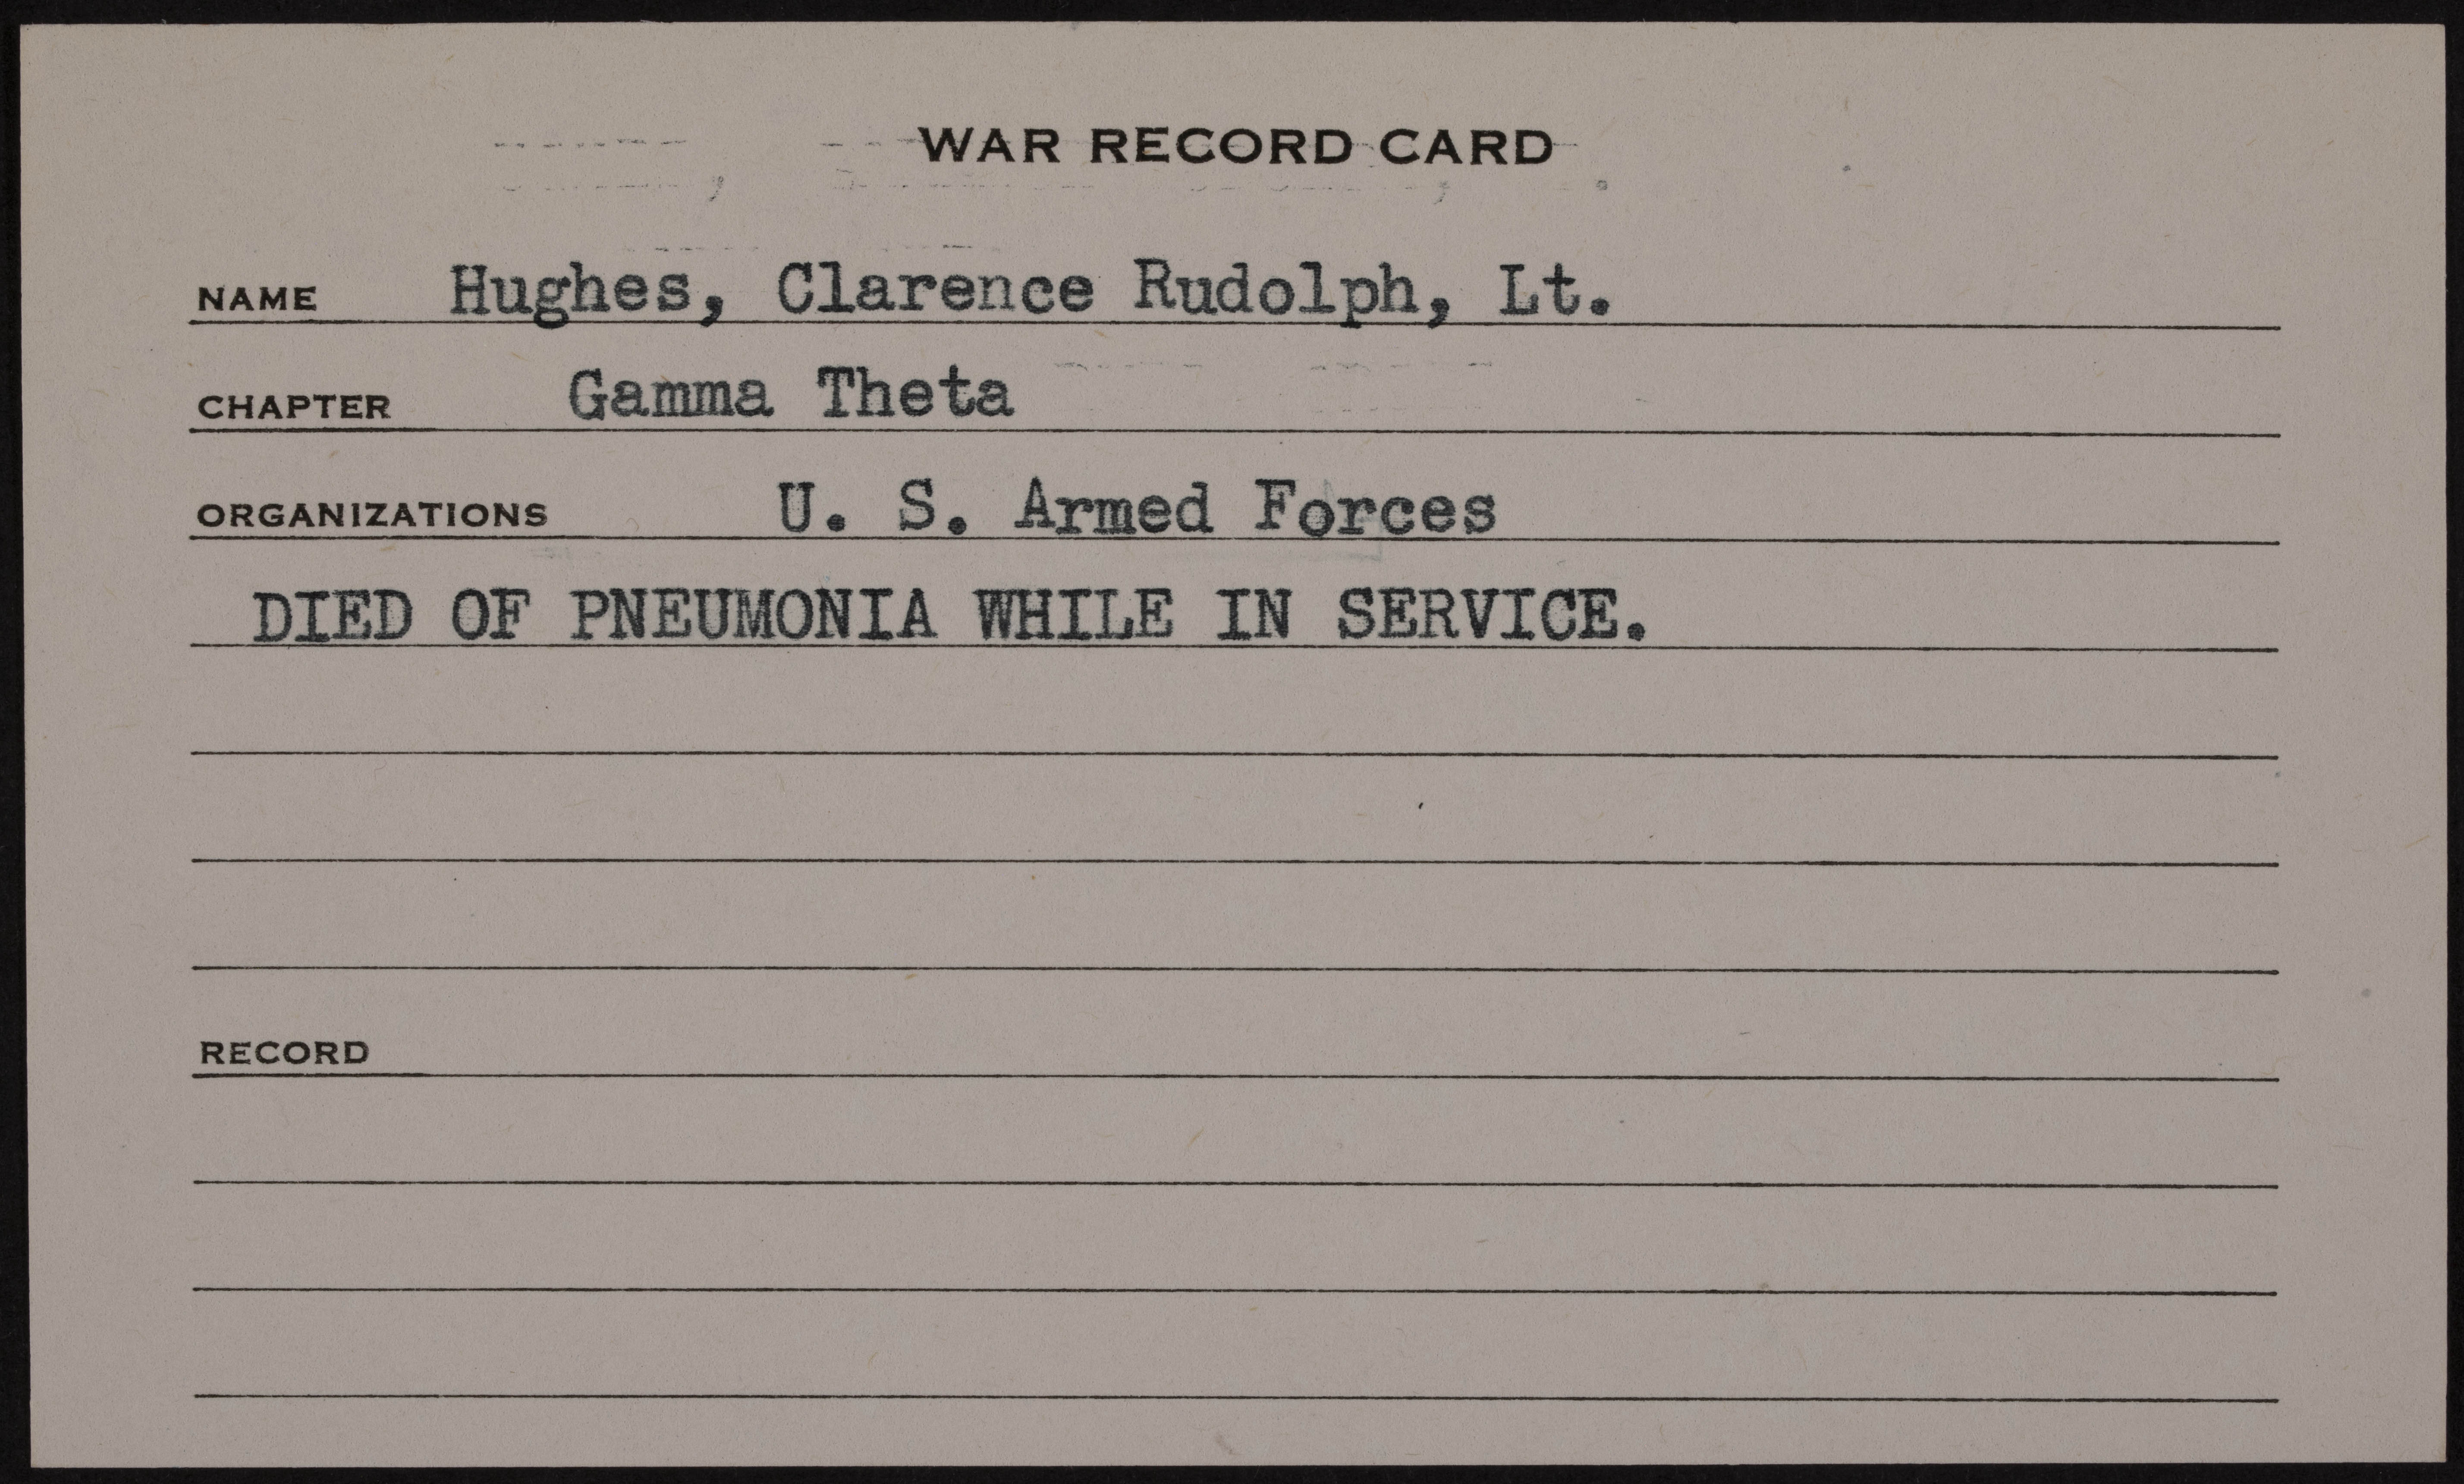 WAR RECORD CARD
NAME Hughes, Clarence Rudolph, Lt.
CHAPTER Gamma Theta
ORGANIZATIONS U. S. Armed Forces
DIED OF PNEUMONIA WHILE IN SERVICE.
RECORD